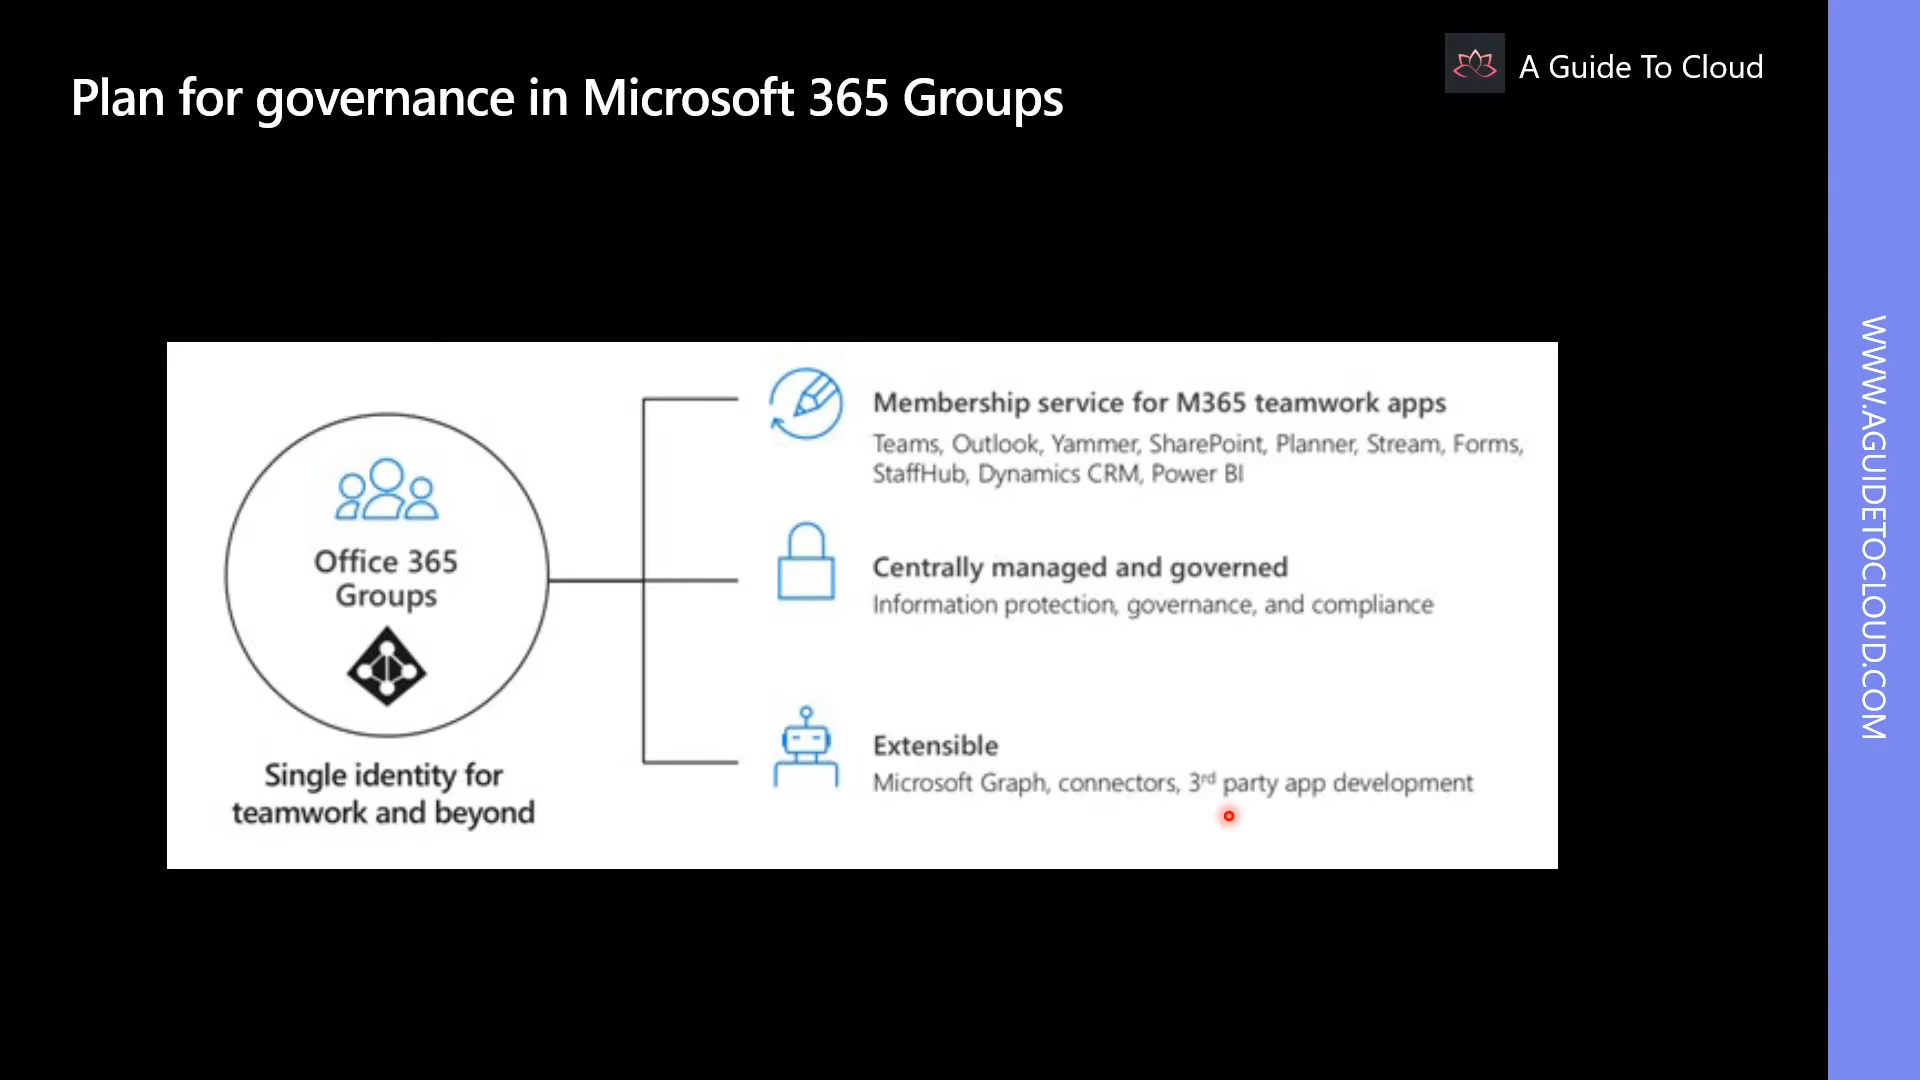 Plan for governance in Microsoft 365 Groups
A Guide To Cloud
Office 365
Groups
Single identity for
teamwork and beyond
Membership service for M365 teamwork apps
Teams, Outlook, Yammer, SharePoint, Planner, Stream, Forms,
StaffHub, Dynamics CRM, Power BI
Centrally managed and governed
Information protection, governance, and compliance
Extensible
Microsoft Graph, connectors, 3rd party app development
WWW.AGUIDETOCLOUD.COM